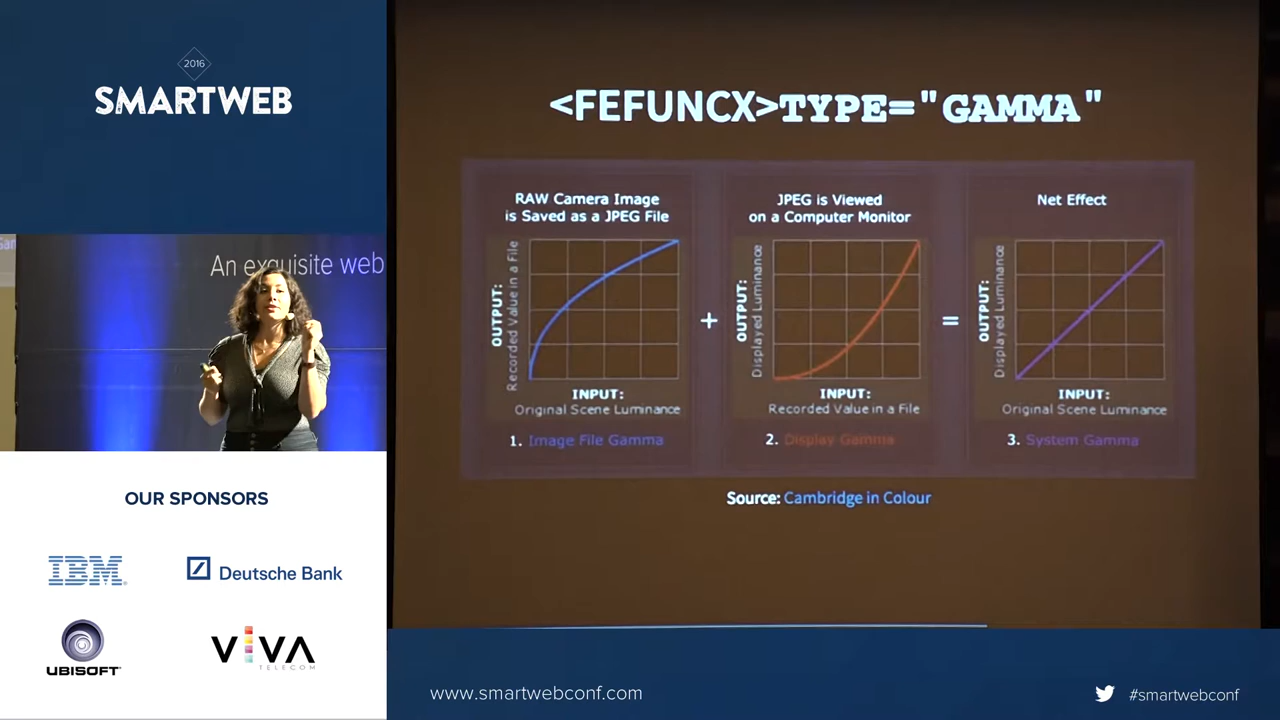 2016
SMARTWEB
An exquisite web
OUR SPONSORS
IBM
Deutsche Bank
UBISOFT
VIVA
TELECOM
<FEFUNCX>TYPE="GAMMA"
RAW Camera Image
is Saved as a JPEG File
OUTPUT:
Recorded Value in a File
INPUT:
Original Scene Luminance
1. Image File Gamma
+
JPEG is Viewed
on a Computer Monitor
OUTPUT:
Displayed Luminance
INPUT:
Recorded Value in a File
2. Display Gamma
=
Net Effect
OUTPUT:
Displayed Luminance
INPUT:
Original Scene Luminance
3. System Gamma
Source: Cambridge in Colour
www.smartwebconf.com
#smartwebconf